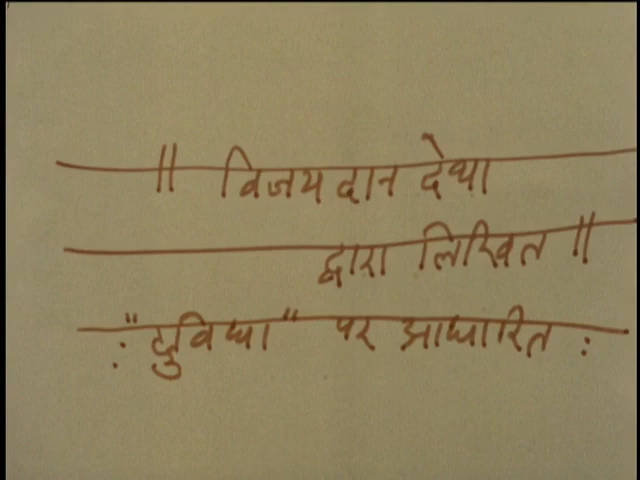 || विजयदान देथा
द्वारा लिखित ||
: "दुविधा" पर आधारित :